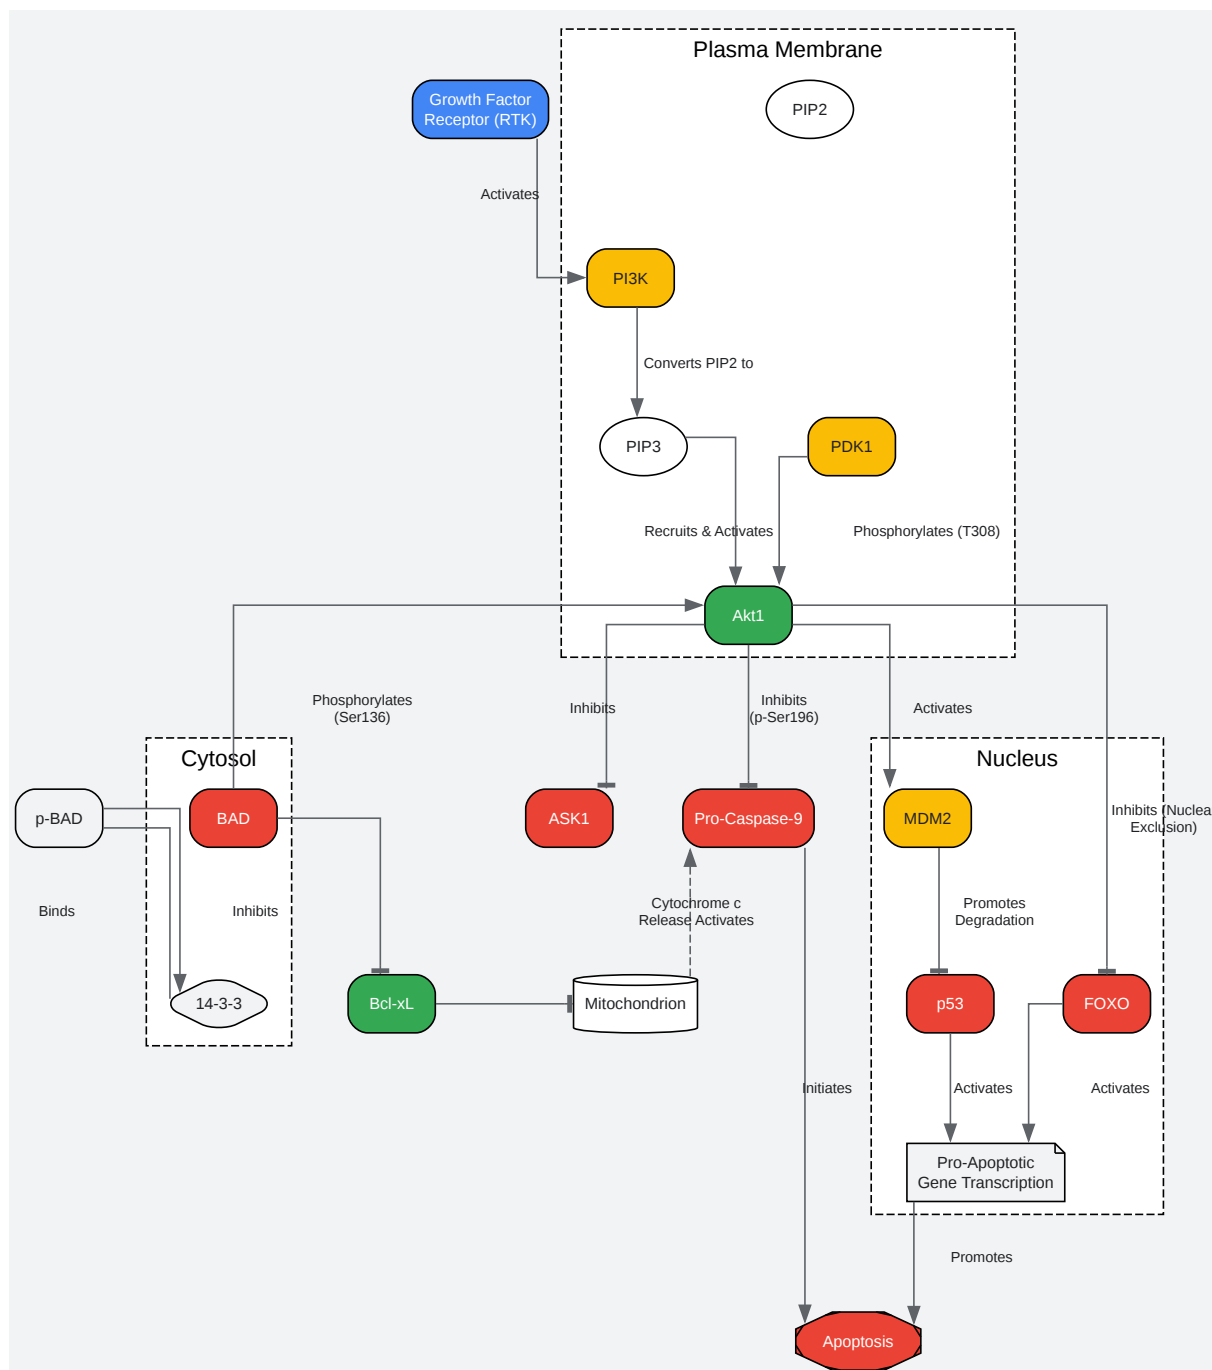 Plasma Membrane
Growth Factor
Receptor (RTK)
PIP2
Activates
PI3K
Converts PIP2 to
PIP3
PDK1
Recruits & Activates
Phosphorylates (T308)
Akt1
Phosphorylates
(Ser136)
Inhibits
Inhibits
(p-Ser196)
Activates
Cytosol
Nucleus
p-BAD
BAD
ASK1
Pro-Caspase-9
MDM2
Inhibits (Nuclea
Exclusion)
Binds
Inhibits
Cytochrome c
Release Activates
Promotes
Degradation
14-3-3
Bcl-xL
Mitochondrion
p53
FOXO
Initiates
Activates
Activates
Pro-Apoptotic
Gene Transcription
Promotes
Apoptosis